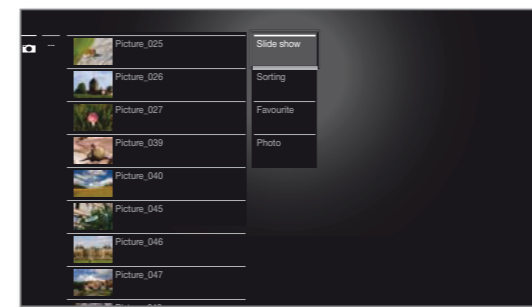 Picture_025
Picture_026
Picture_027
Picture_039
Picture_040
Picture_045
Picture_046
Picture_047
Slide show
Sorting
Favourite
Photo